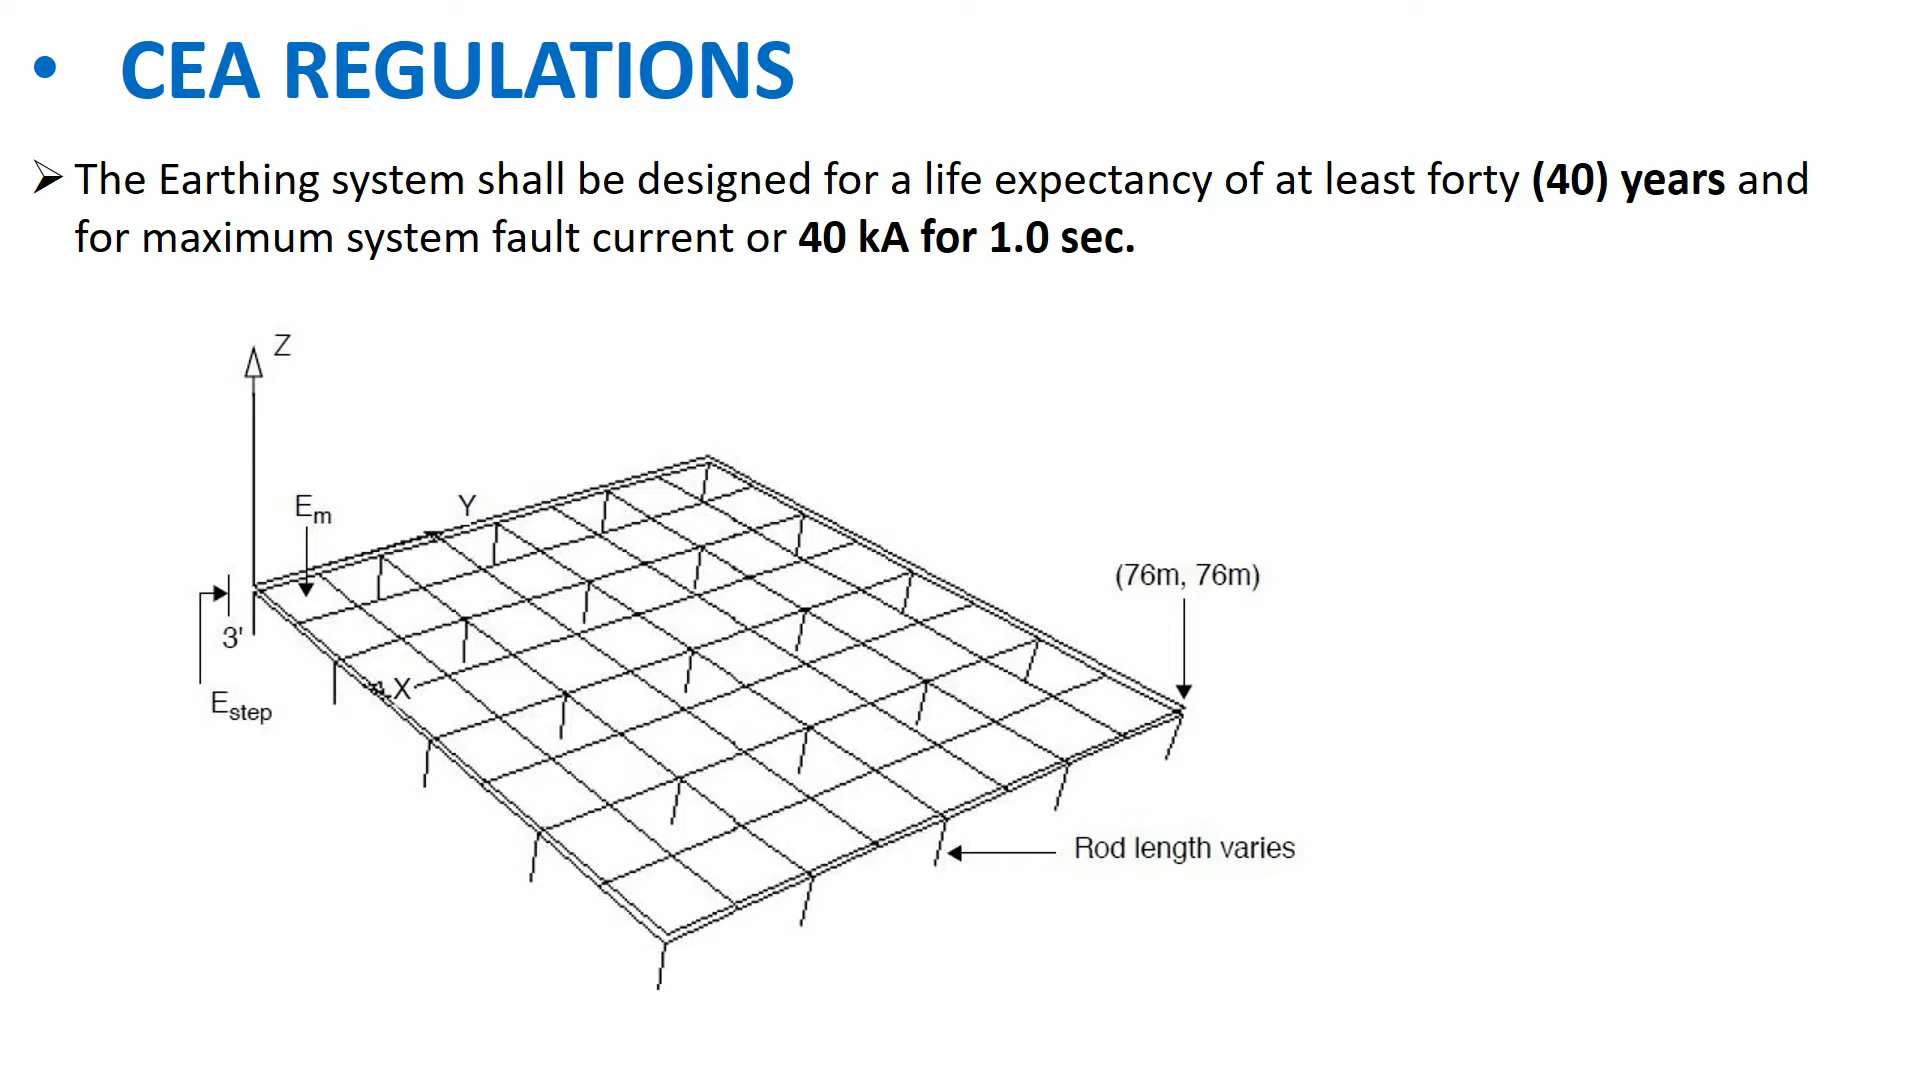 • CEA REGULATIONS
➢ The Earthing system shall be designed for a life expectancy of at least forty (40) years and
for maximum system fault current or 40 kA for 1.0 sec.
Z
Em
Y
(76m, 76m)
3'
X
Estep
Rod length varies